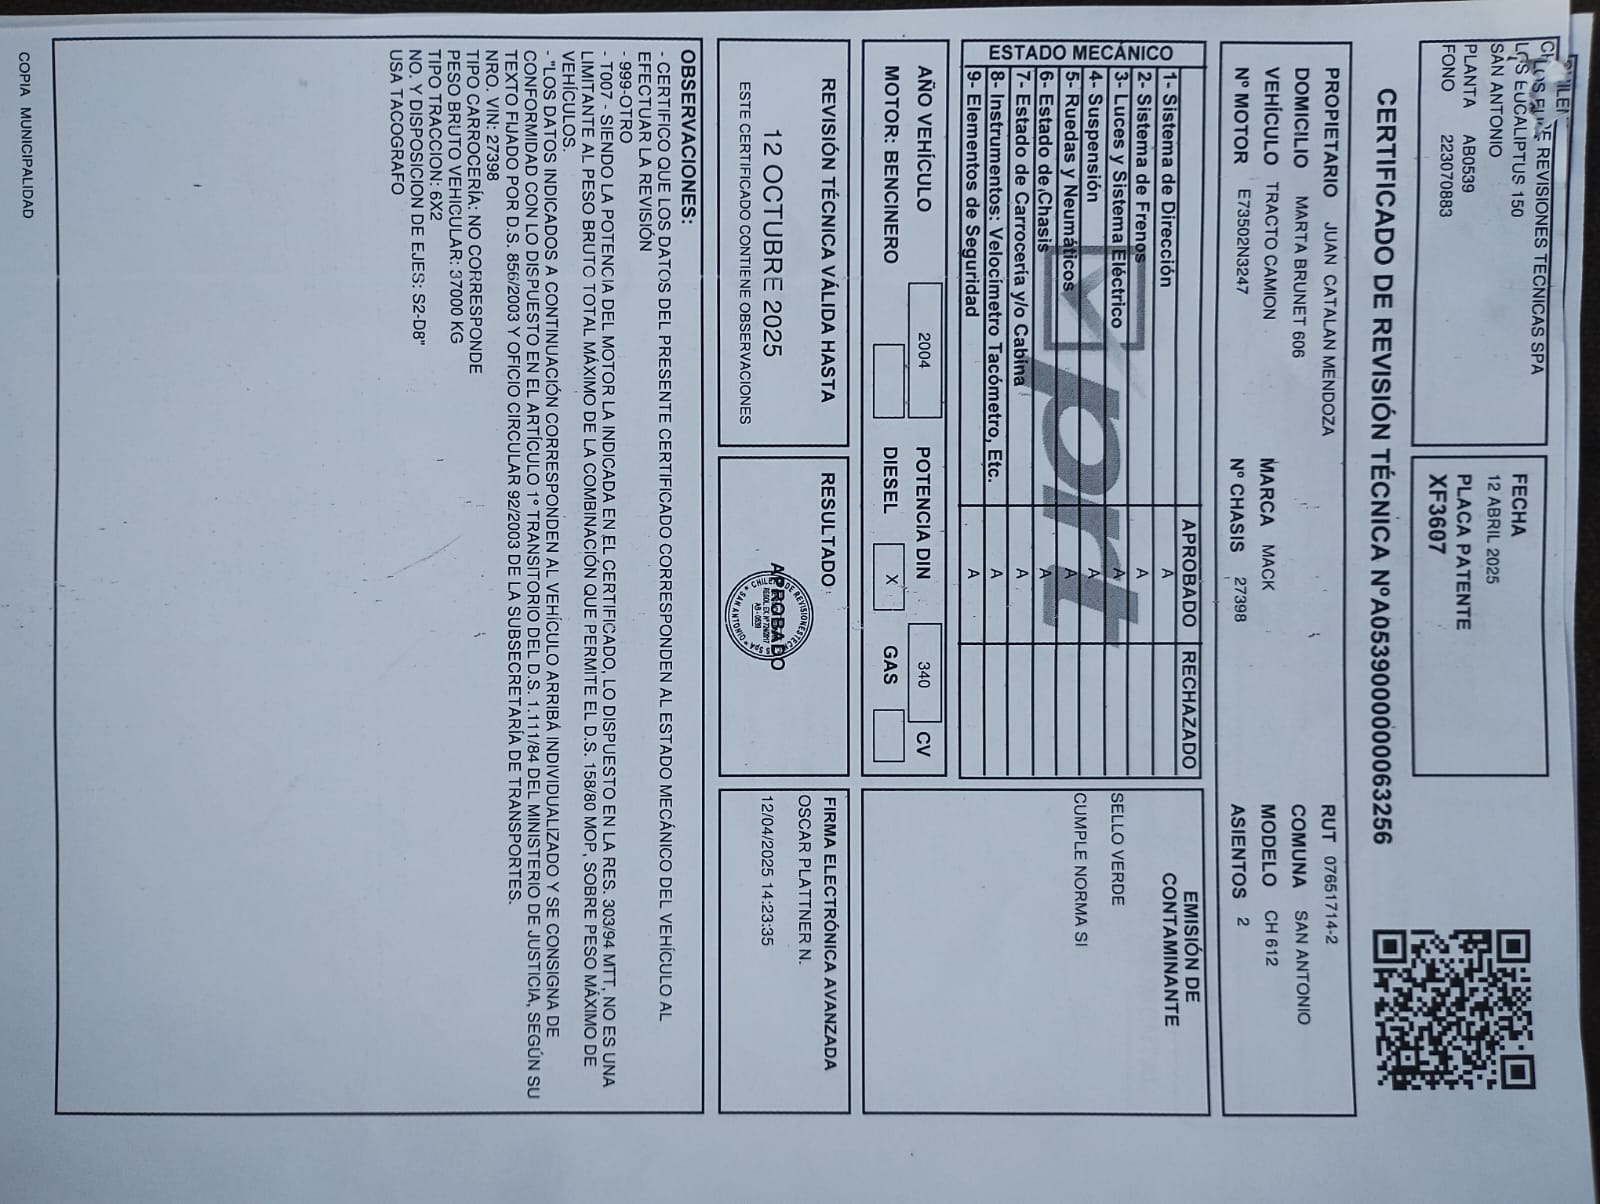 REVISIONES TECNICAS SPA
LOS EUCALIPTUS 150
SAN ANTONIO
PLANTA AB0539
FONO 223070883
FECHA
12 ABRIL 2025
PLACA PATENTE
XF3607
CERTIFICADO DE REVISIÓN TÉCNICA NºA0539000000063256
PROPIETARIO JUAN CATALAN MENDOZA RUT 07651714-2
DOMICILIO MARTA BRUNET 606 COMUNA SAN ANTONIO
VEHÍCULO TRACTO CAMION MARCA MACK MODELO CH 612
Nº MOTOR E73502N3247 Nº CHASIS 27398 ASIENTOS 2
ESTADO MECÁNICO
APROBADO RECHAZADO
1- Sistema de Dirección A
2- Sistema de Frenos A
3- Luces y Sistema Eléctrico A
4- Suspensión A
5- Ruedas y Neumáticos A
6- Estado de Chasis A
7- Estado de Carrocería y/o Cabina A
8- Instrumentos: Velocímetro Tacómetro, Etc. A
9- Elementos de Seguridad A
prt
EMISIÓN DE
CONTAMINANTE
SELLO VERDE
CUMPLE NORMA SI
AÑO VEHÍCULO 2004 POTENCIA DIN 340 CV
MOTOR: BENCINERO DIESEL X GAS
REVISIÓN TÉCNICA VÁLIDA HASTA
12 OCTUBRE 2025
ESTE CERTIFICADO CONTIENE OBSERVACIONES
RESULTADO
APROBADO
AB - 0539
SAN ANTONIO
FIRMA ELECTRÓNICA AVANZADA
OSCAR PLATTNER N.
12/04/2025 14:23:35
OBSERVACIONES:
- CERTIFICO QUE LOS DATOS DEL PRESENTE CERTIFICADO CORRESPONDEN AL ESTADO MECÁNICO DEL VEHÍCULO AL
EFECTUAR LA REVISIÓN
- 999-OTRO
- T007 - SIENDO LA POTENCIA DEL MOTOR LA INDICADA EN EL CERTIFICADO, LO DISPUESTO EN LA RES. 303/94 MTT, NO ES UNA
LIMITANTE AL PESO BRUTO TOTAL MÁXIMO DE LA COMBINACIÓN QUE PERMITE EL D.S. 158/80 MOP, SOBRE PESO MÁXIMO DE
VEHÍCULOS.
- "LOS DATOS INDICADOS A CONTINUACIÓN CORRESPONDEN AL VEHÍCULO ARRIBA INDIVIDUALIZADO Y SE CONSIGNA DE
CONFORMIDAD CON LO DISPUESTO EN EL ARTÍCULO 1º TRANSITORIO DEL D.S. 1.111/84 DEL MINISTERIO DE JUSTICIA, SEGÚN SU
TEXTO FIJADO POR D.S. 856/2003 Y OFICIO CIRCULAR 92/2003 DE LA SUBSECRETARÍA DE TRANSPORTES.
NRO. VIN: 27398
TIPO CARROCERÍA: NO CORRESPONDE
PESO BRUTO VEHICULAR: 37000 KG
TIPO TRACCION: 6X2
NO. Y DISPOSICION DE EJES: S2-D8"
USA TACOGRAFO
COPIA MUNICIPALIDAD